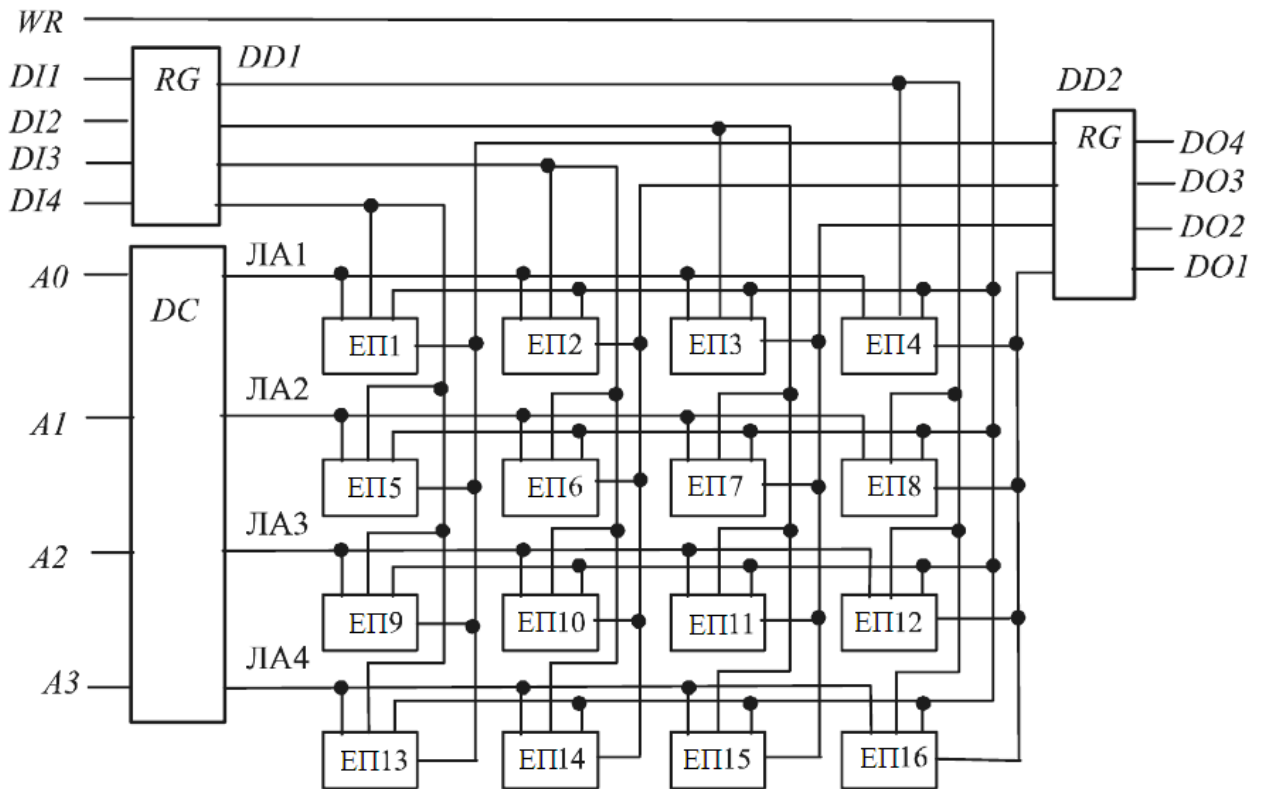 WR
DD1
DI1
RG
DD2
DI2
RG
DO4
DI3
DO3
DI4
DO2
ЛА1
DO1
A0
DC
ЕП1
ЕП2
ЕП3
ЕП4
ЛА2
A1
ЕП5
ЕП6
ЕП7
ЕП8
ЛА3
A2
ЕП9
ЕП10
ЕП11
ЕП12
ЛА4
A3
ЕП13
ЕП14
ЕП15
ЕП16